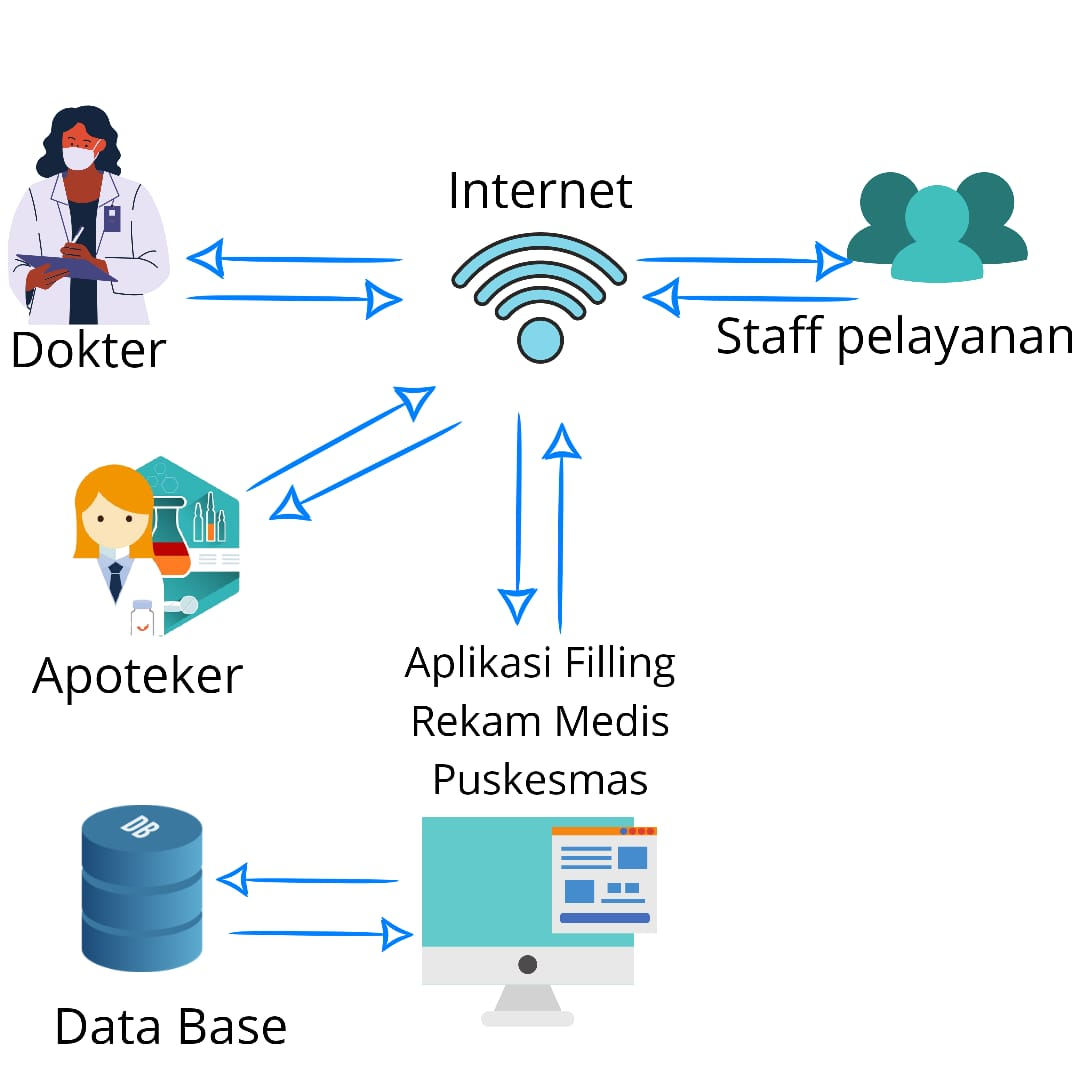 Internet
Dokter
Staff pelayanan
Apoteker
Aplikasi Filling
Rekam Medis
Puskesmas
DB
Data Base